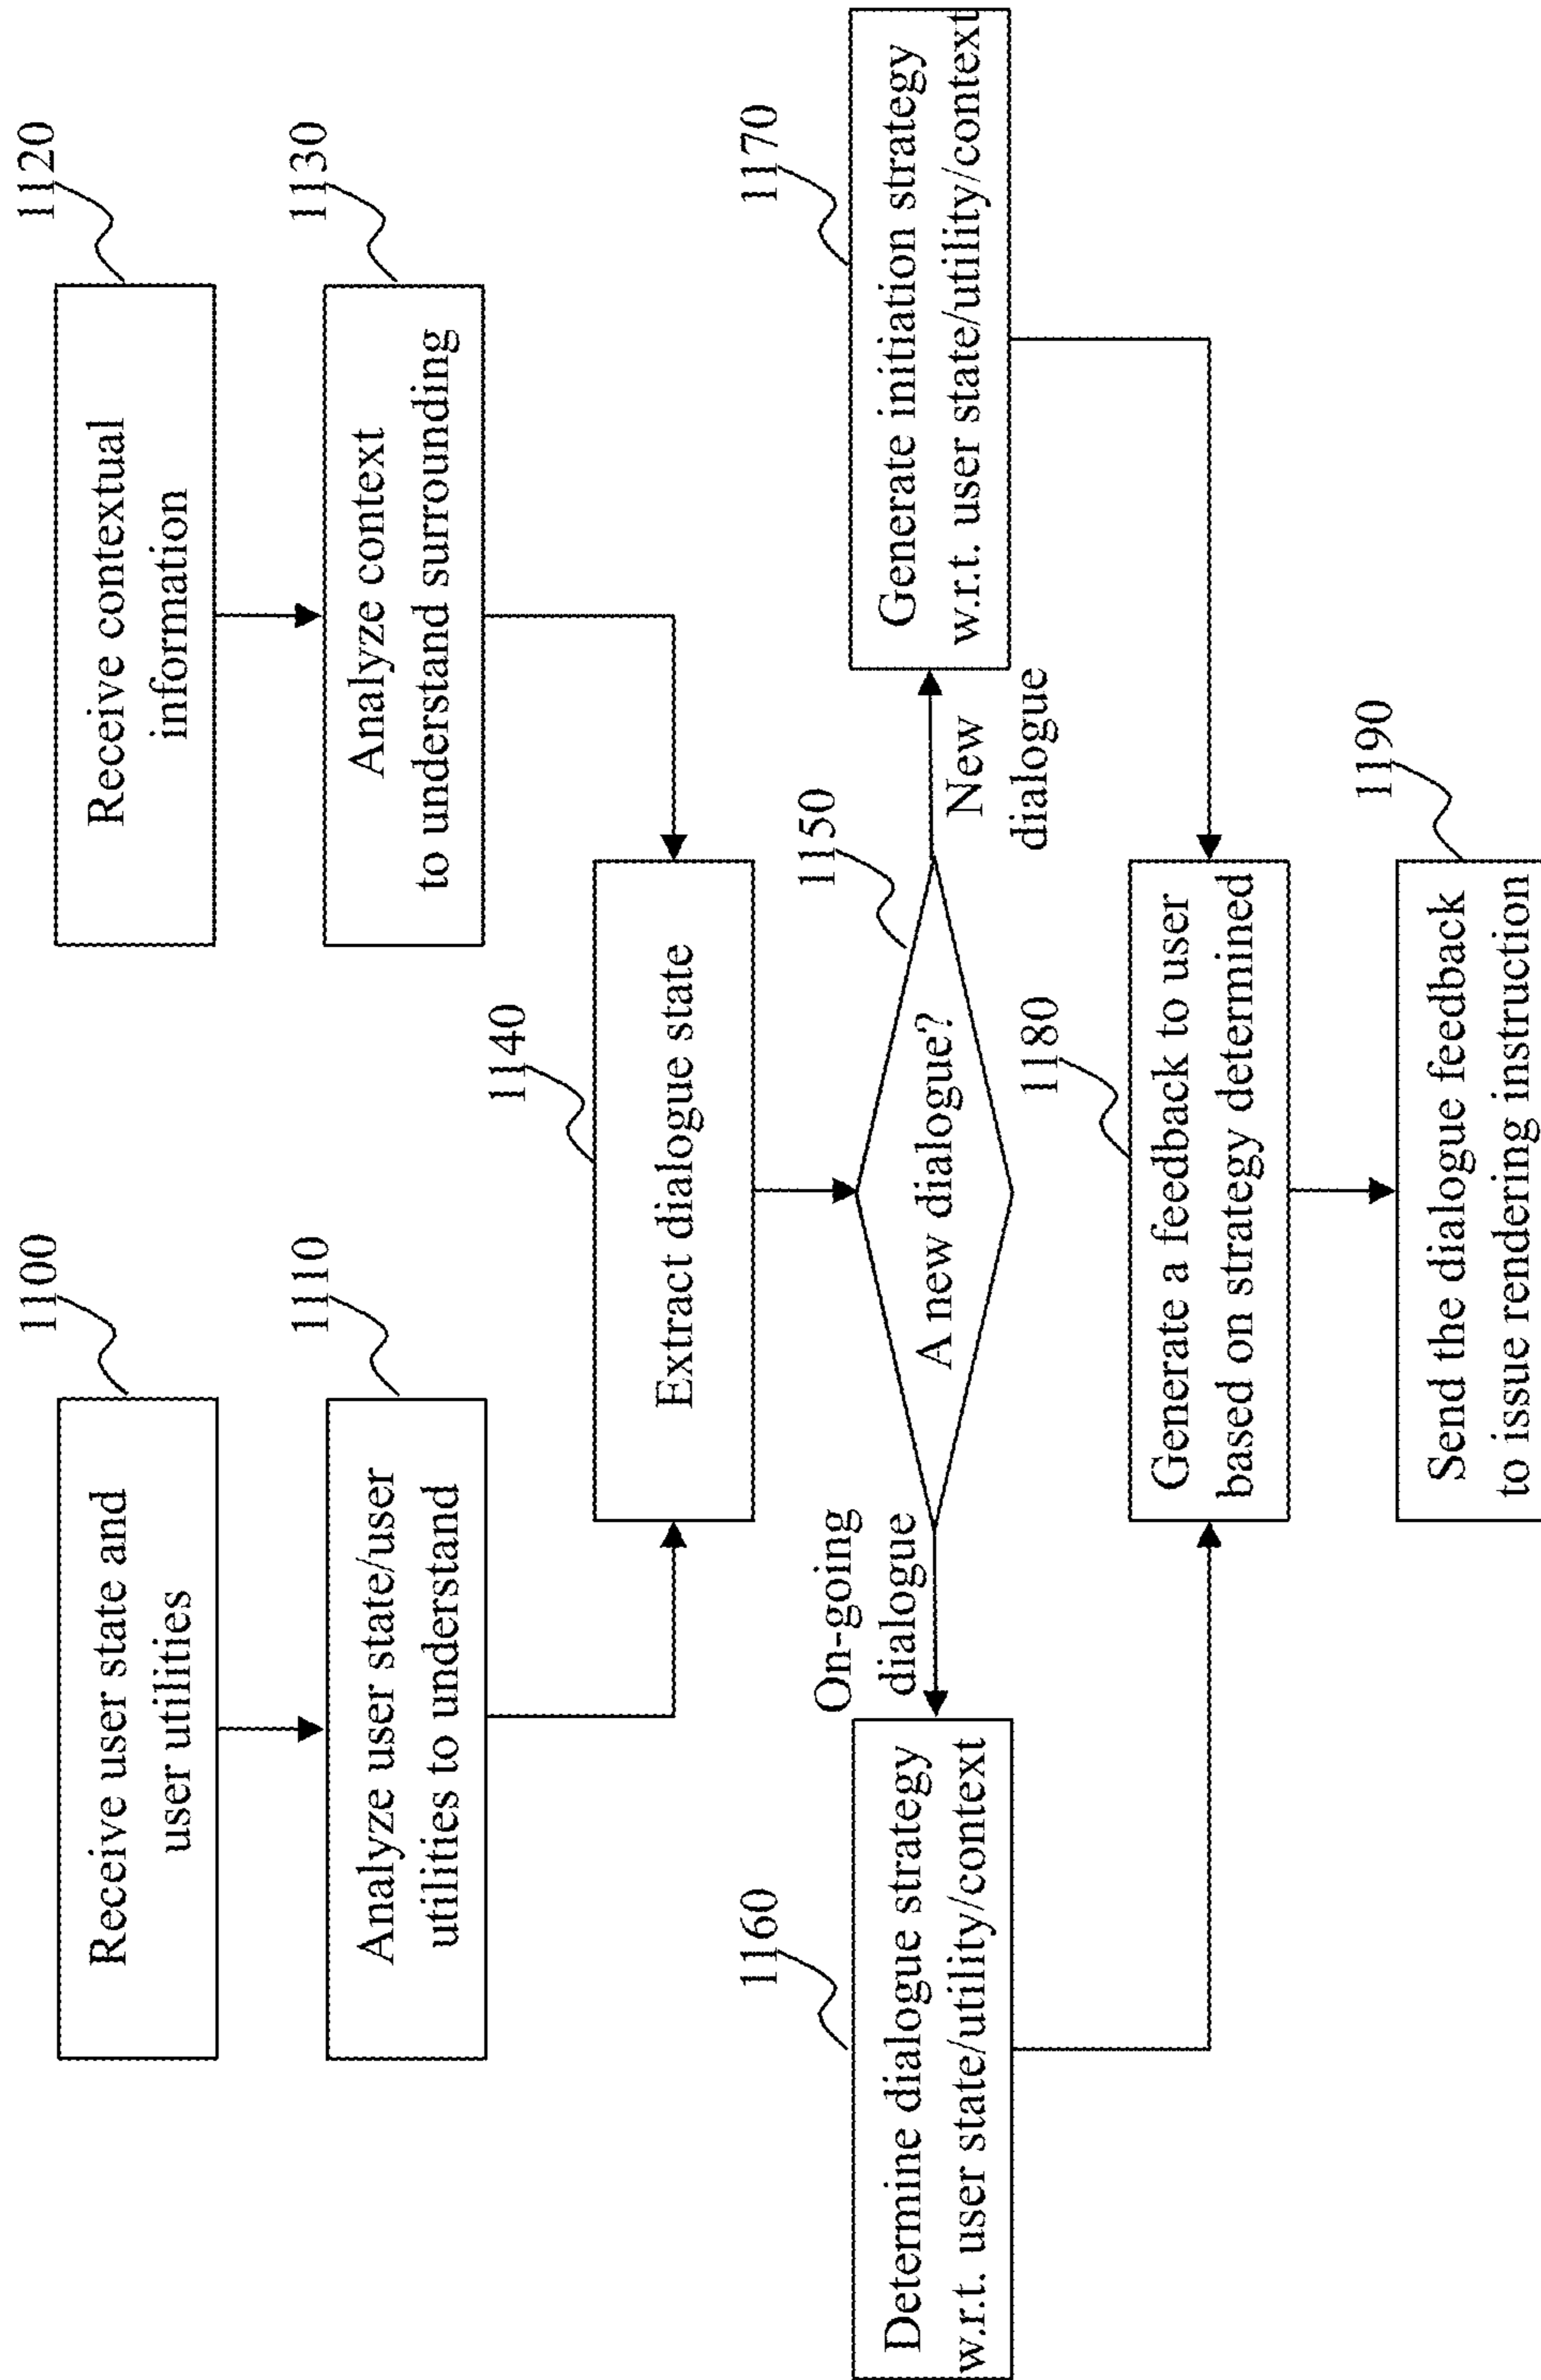 1100
Receive user state and
user utilities
1120
Receive contextual
information
1110
Analyze user state/user
utilities to understand
1130
Analyze context
to understand surrounding
1140
Extract dialogue state
1150
A new dialogue?
On-going
dialogue
New
dialogue
1160
Determine dialogue strategy
w.r.t. user state/utility/context
1170
Generate initiation strategy
w.r.t. user state/utility/context
1180
Generate a feedback to user
based on strategy determined
1190
Send the dialogue feedback
to issue rendering instruction